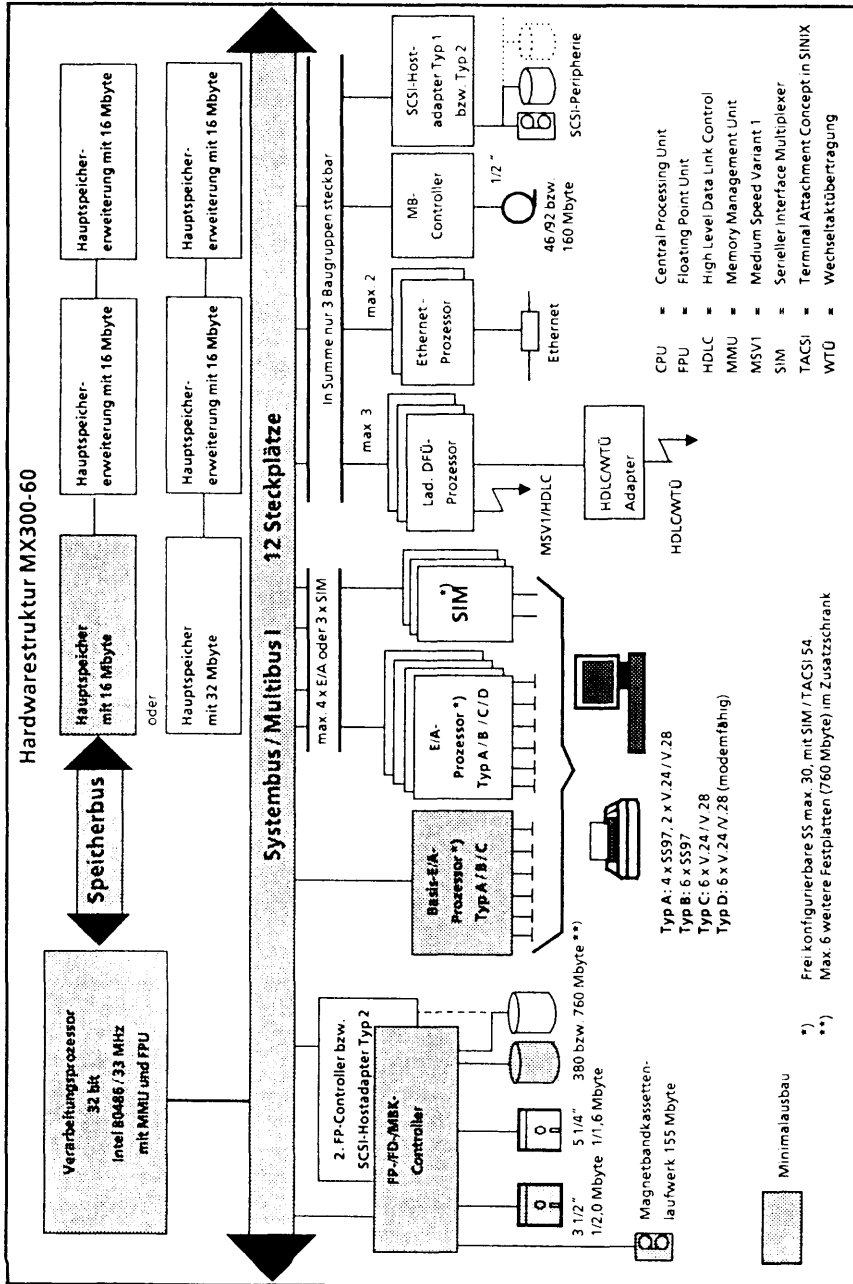 Hardwarestruktur MX300-60
Verarbeitungsprozessor
32 bit
Intel 80486 / 33 MHz
mit MMU und FPU
Speicherbus
Hauptspeicher
mit 16 Mbyte
Hauptspeicher-
erweiterung mit 16 Mbyte
Hauptspeicher-
erweiterung mit 16 Mbyte
oder
Hauptspeicher
mit 32 Mbyte
Hauptspeicher-
erweiterung mit 16 Mbyte
Hauptspeicher-
erweiterung mit 16 Mbyte
Systembus / Multibus I 12 Steckplätze
2. FP-Controller bzw.
SCSI-Hostadapter Typ 2
FP-/FD-/MBK-
Controller
3 1/2"
1/2,0 Mbyte
5 1/4"
1/1,6 Mbyte
380 bzw. 760 Mbyte **)
Magnetbandkassetten-
laufwerk 155 Mbyte
Basis-E/A-
Prozessor *)
Typ A / B / C
max. 4 x E/A oder 3 x SIM
E/A-
Prozessor *)
Typ A / B / C / D
SIM *)
Typ A: 4 x SS97, 2 x V.24 / V.28
Typ B: 6 x SS97
Typ C: 6 x V.24 / V.28
Typ D: 6 x V.24 /V.28 (modemfähig)
In Summe nur 3 Baugruppen steckbar
max. 3
Lad. DFÜ-
Prozessor
MSV1/HDLC
HDLC/WTÜ
Adapter
HDLC/WTÜ
max. 2
Ethernet-
Prozessor
Ethernet
MB-
Controller
1/2 "
46 /92 bzw.
160 Mbyte
SCSI-Host-
adapter Typ 1
bzw. Typ 2
SCSI-Peripherie
Minimalausbau
*) Frei konfigurierbare SS max. 30, mit SIM / TACSI 54
**) Max. 6 weitere Festplatten (760 Mbyte) im Zusatzschrank
CPU = Central Processing Unit
FPU = Floating Point Unit
HDLC = High Level Data Link Control
MMU = Memory Management Unit
MSV1 = Medium Speed Variant 1
SIM = Serieller Interface Multiplexer
TACSI = Terminal Attachment Concept in SINIX
WTÜ = Wechseltaktübertragung